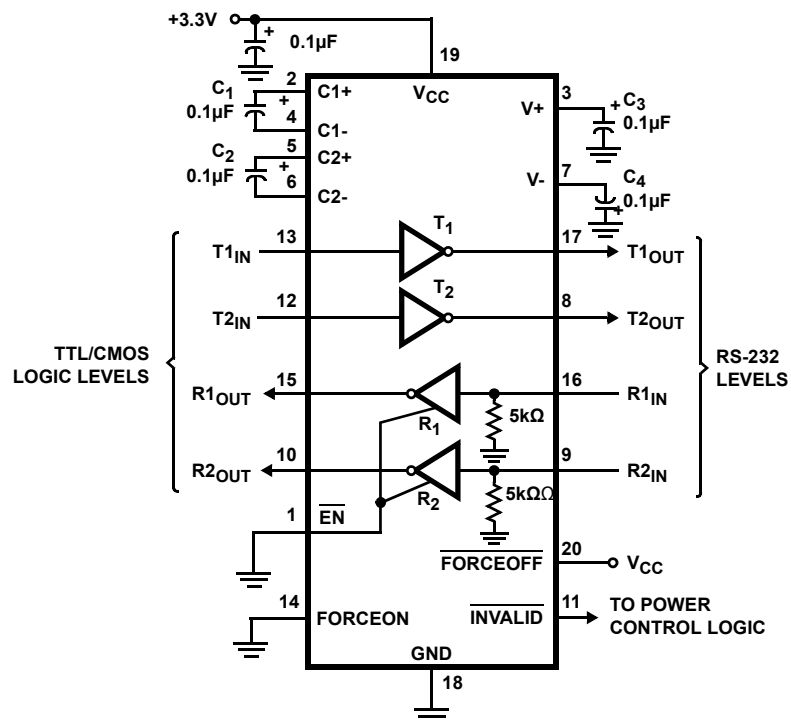 +3.3V
0.1µF
+
19
2
C1+
VCC
3
C1
0.1µF
+
V+
+
C3
0.1µF
4
C1-
5
C2+
C2
0.1µF
+
7
6
C2-
V-
C4
0.1µF
+
T1
13
17
T1IN
T1OUT
T2
12
8
T2IN
T2OUT
TTL/CMOS
LOGIC LEVELS
RS-232
LEVELS
15
16
R1OUT
R1IN
R1
5kΩ
10
9
R2OUT
R2IN
R2
5kΩΩ
1
EN
20
FORCEOFF
VCC
14
11
FORCEON
INVALID
TO POWER
CONTROL LOGIC
GND
18